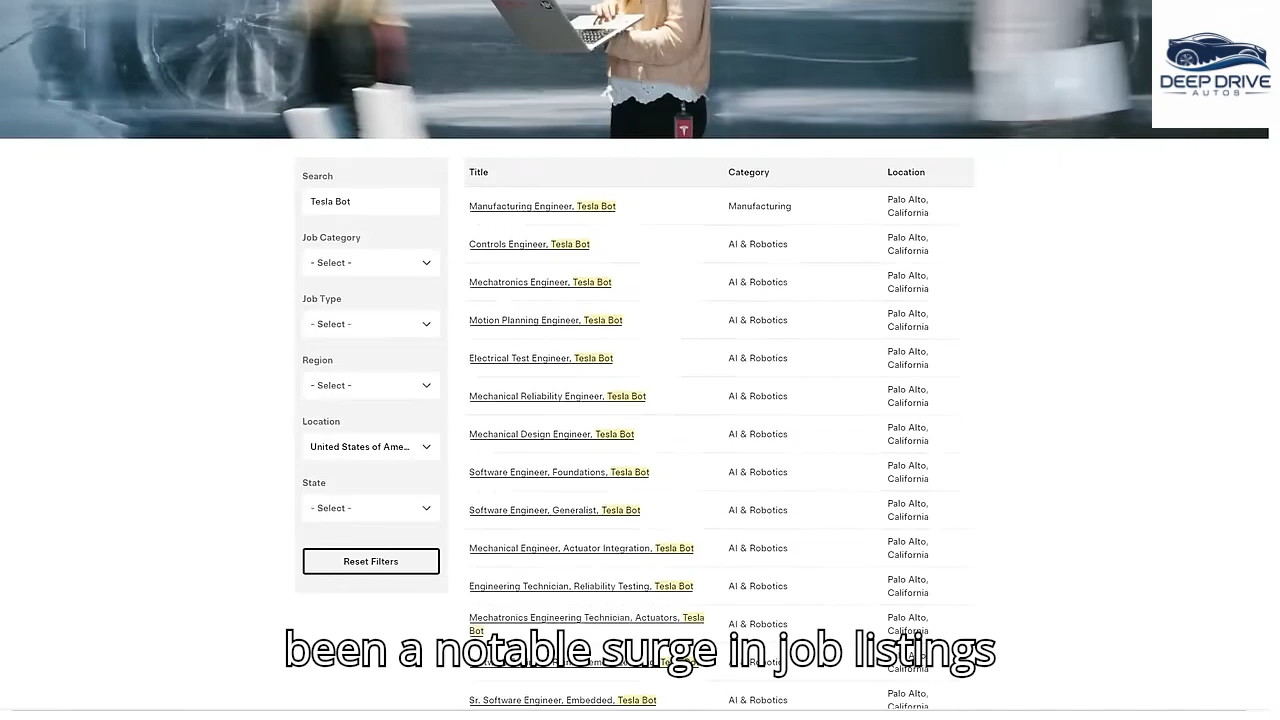 DEEP DRIVE
AUTOS
Search
Tesla Bot
Job Category
- Select -
Job Type
- Select -
Region
- Select -
Location
United States of Ame...
State
- Select -
Reset Filters
Title Category Location
Manufacturing Engineer, Tesla Bot Manufacturing Palo Alto,
California
Controls Engineer, Tesla Bot AI & Robotics Palo Alto,
California
Mechatronics Engineer, Tesla Bot AI & Robotics Palo Alto,
California
Motion Planning Engineer, Tesla Bot AI & Robotics Palo Alto,
California
Electrical Test Engineer, Tesla Bot AI & Robotics Palo Alto,
California
Mechanical Reliability Engineer, Tesla Bot AI & Robotics Palo Alto,
California
Mechanical Design Engineer, Tesla Bot AI & Robotics Palo Alto,
California
Software Engineer, Foundations, Tesla Bot AI & Robotics Palo Alto,
California
Software Engineer, Generalist, Tesla Bot AI & Robotics Palo Alto,
California
Mechanical Engineer, Actuator Integration, Tesla Bot AI & Robotics Palo Alto,
California
Engineering Technician, Reliability Testing, Tesla Bot AI & Robotics Palo Alto,
California
Mechatronics Engineering Technician, Actuators, Tesla
Bot AI & Robotics Palo Alto,
California
been a notable surge in job listings
Sr. Software Engineer, Embedded, Tesla Bot AI & Robotics Palo Alto,
California